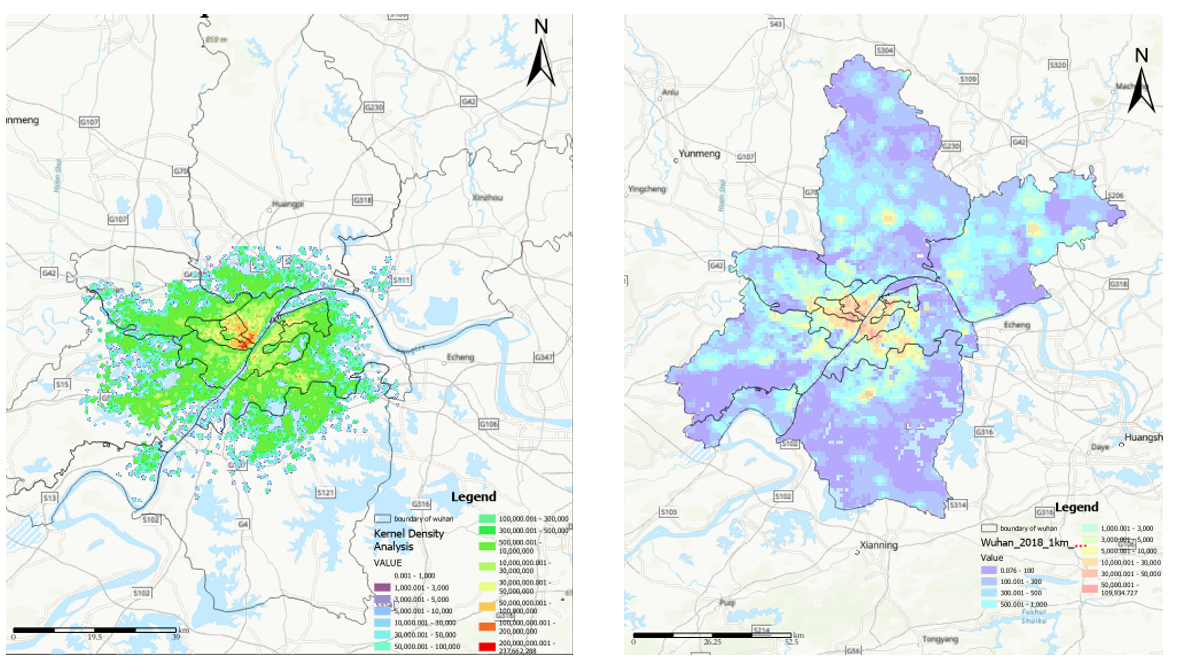 N
G230
G42
nmeng
G107
G70
Huangpi
G318
Xinzhou
G107
G42
S111
Echeng
G347
S15
G106
S13
S121
G316
S102
G4
S102
km
0
19.5
30
Legend
boundary of wuhan
Kernel Density
Analysis
VALUE
0.001 - 1,000
1,000.001 - 3,000
3,000.001 - 5,000
5,000.001 - 10,000
10,000.001 - 30,000
30,000.001 - 50,000
50,000.001 - 100,000
100,000.001 - 300,000
300,000.001 - 500,000
500,000.001 -
10,000,000
10,000,000.001 -
30,000,000
30,000,000.001 -
50,000,000
50,000,000.001 -
100,000,000
100,000,000.001 -
200,000,000
200,000,000.001 -
237,662,288
S43
S304
N
S320
S109
Anlu
Mach
G230
G42
Yunmeng
G107
Yingcheng
S206
G42
G318
Echeng
G316
Huangsh
Daye
S102
S102
S103
S314
G316
Xianning
Puqi
S214
Tongyang
G56
km
0
26.25
52.5
Legend
boundary of wuhan
Wuhan_2018_1km_...
Value
0.076 - 100
100.001 - 300
300.001 - 500
500.001 - 1,000
1,000.001 - 3,000
3,000.001 - 5,000
5,000.001 - 10,000
10,000.001 - 30,000
30,000.001 - 50,000
50,000.001 -
109,934.727